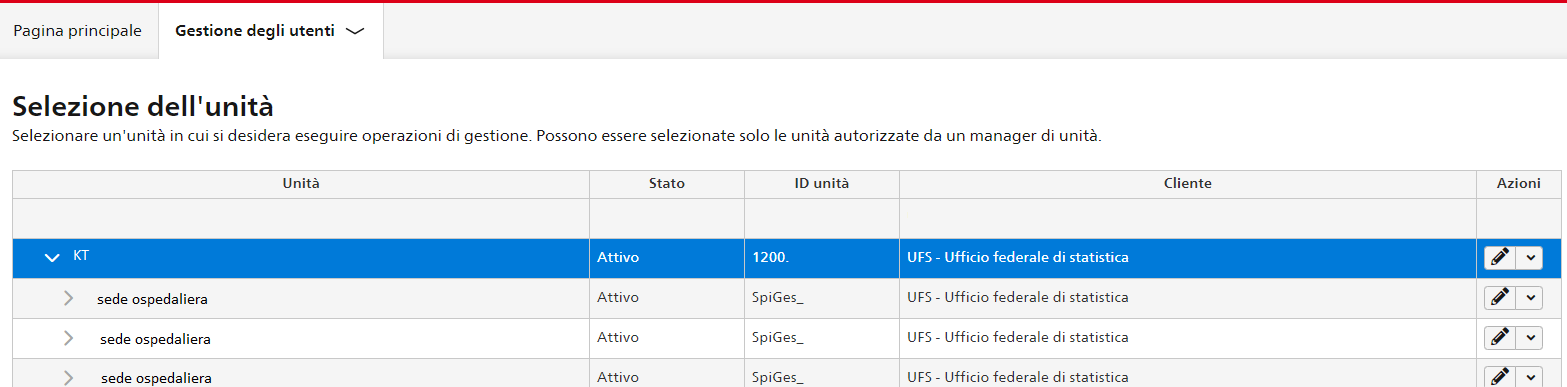 Pagina principale Gestione degli utenti
Selezione dell'unità
Selezionare un'unità in cui si desidera eseguire operazioni di gestione. Possono essere selezionate solo le unità autorizzate da un manager di unità.
Unità Stato ID unità Cliente Azioni
KT Attivo 1200. UFS - Ufficio federale di statistica
sede ospedaliera Attivo SpiGes_ UFS - Ufficio federale di statistica
sede ospedaliera Attivo SpiGes_ UFS - Ufficio federale di statistica
sede ospedaliera Attivo SpiGes_ UFS - Ufficio federale di statistica